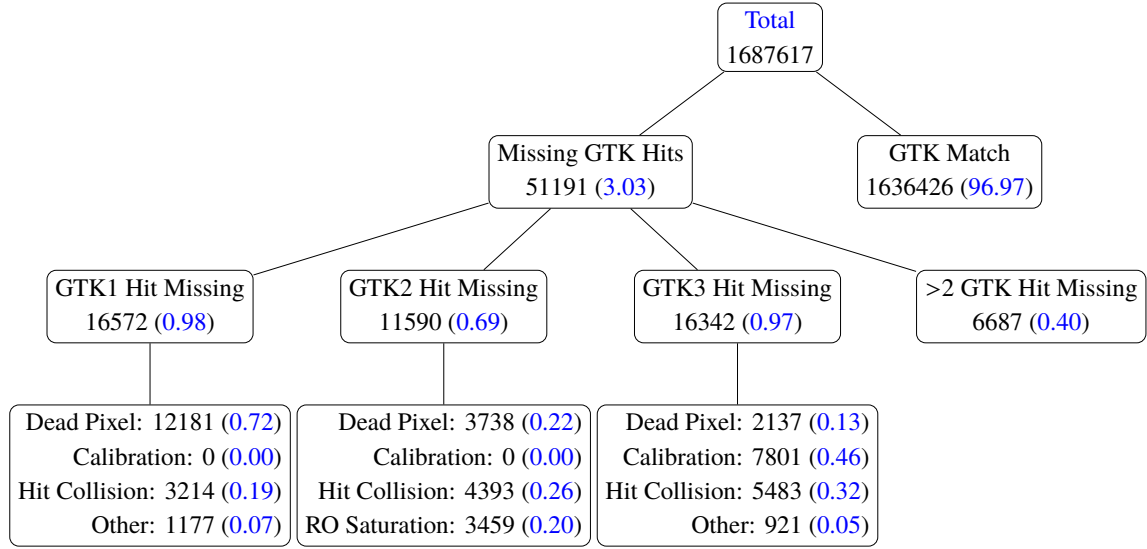 Total
1687617
Missing GTK Hits
51191 (3.03)
GTK Match
1636426 (96.97)
GTK1 Hit Missing
16572 (0.98)
GTK2 Hit Missing
11590 (0.69)
GTK3 Hit Missing
16342 (0.97)
>2 GTK Hit Missing
6687 (0.40)
Dead Pixel: 12181 (0.72)
Calibration: 0 (0.00)
Hit Collision: 3214 (0.19)
Other: 1177 (0.07)
Dead Pixel: 3738 (0.22)
Calibration: 0 (0.00)
Hit Collision: 4393 (0.26)
RO Saturation: 3459 (0.20)
Dead Pixel: 2137 (0.13)
Calibration: 7801 (0.46)
Hit Collision: 5483 (0.32)
Other: 921 (0.05)